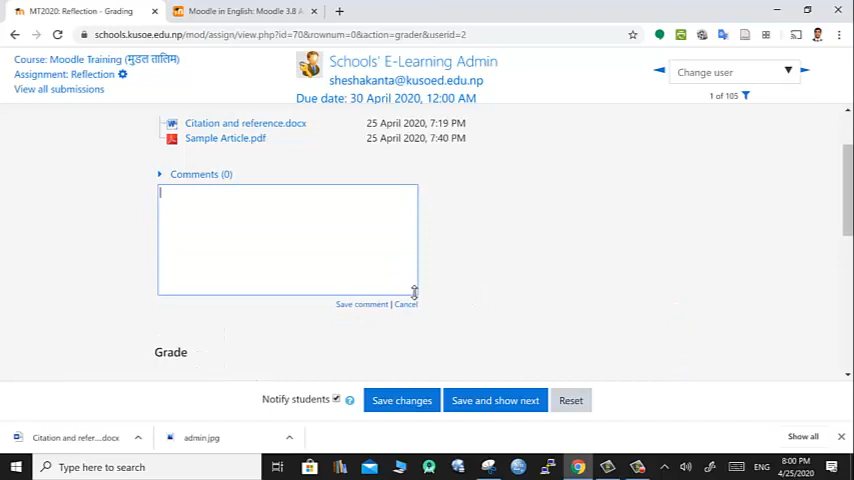 MT2020: Reflection - Grading
Moodle in English: Moodle 3.8 A
schools.kusoe.edu.np/mod/assign/view.php?id=70&rownum=0&action=grader&userid=2
Course: Moodle Training (मुडल तालिम)
Assignment: Reflection
View all submissions
Schools' E-Learning Admin
sheshakanta@kusoed.edu.np
Due date: 30 April 2020, 12:00 AM
Change user
1 of 105
Citation and reference.docx 25 April 2020, 7:19 PM
Sample Article.pdf 25 April 2020, 7:40 PM
Comments (0)
Save comment | Cancel
Grade
Notify students
Save changes
Save and show next
Reset
Citation and refer....docx
admin.jpg
Show all
Type here to search
ENG
8:00 PM
4/25/2020